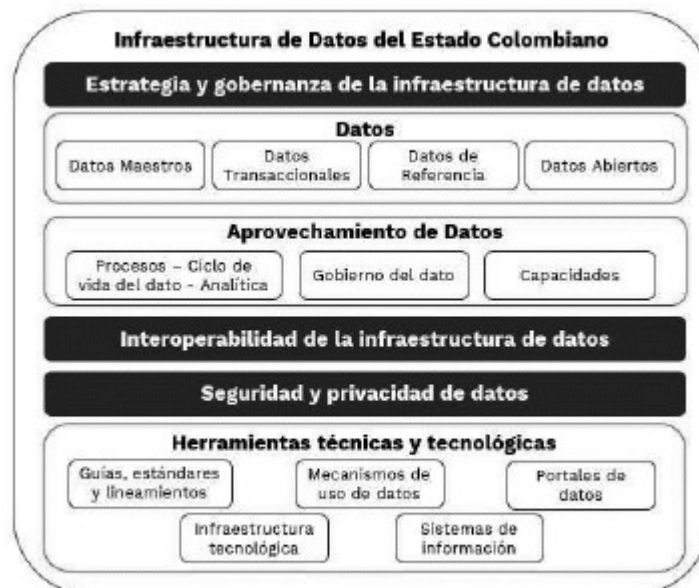 Infraestructura de Datos del Estado Colombiano
Estrategia y gobernanza de la infraestructura de datos
Datos
Datos Maestros
Datos
Transaccionales
Datos de
Referencia
Datos Abiertos
Aprovechamiento de Datos
Procesos – Ciclo de
vida del dato - Analítica
Gobierno del dato
Capacidades
Interoperabilidad de la infraestructura de datos
Seguridad y privacidad de datos
Herramientas técnicas y tecnológicas
Guías, estándares
y lineamientos
Mecanismos de
uso de datos
Portales de
datos
Infraestructura
tecnológica
Sistemas de
información